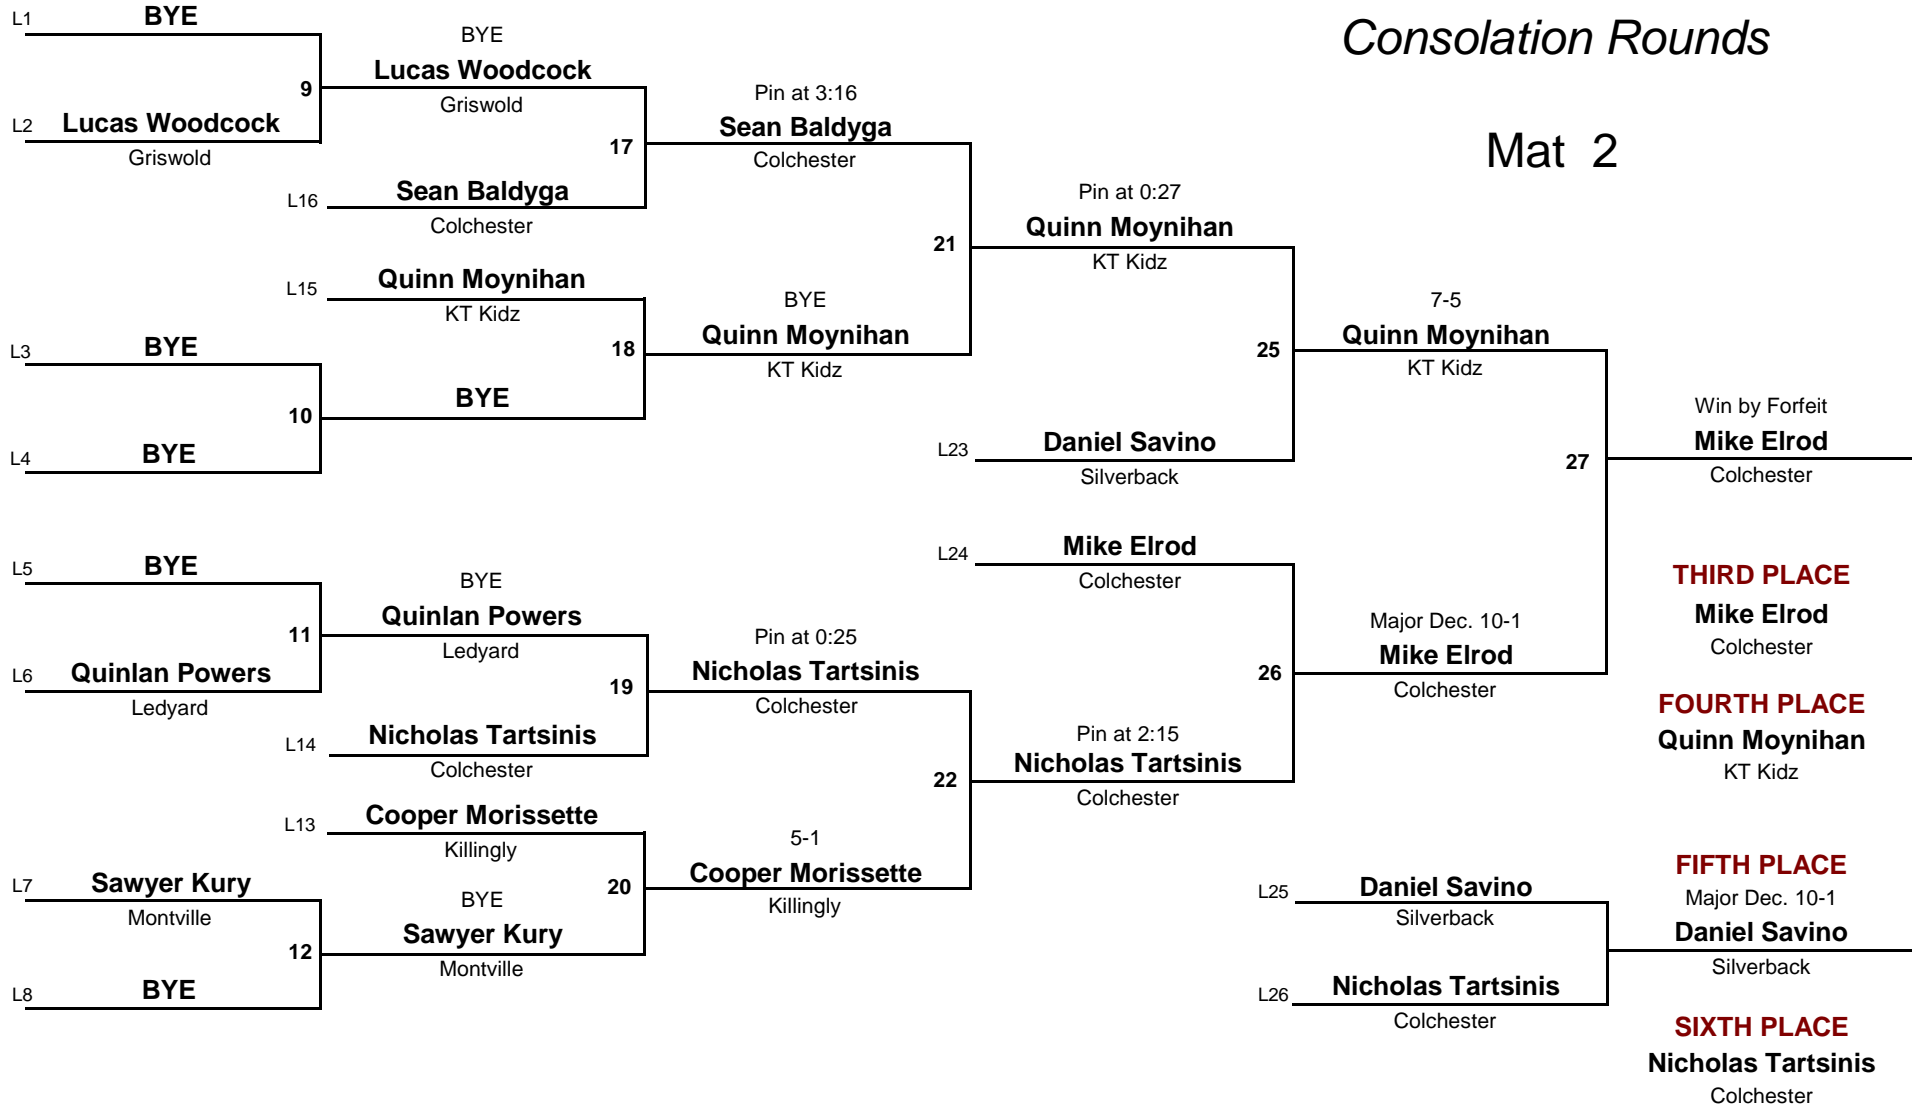 Consolation Rounds
Mat 2
L1
BYE
9
L2
Lucas Woodcock
Griswold
BYE
Lucas Woodcock
Griswold
17
L16
Sean Baldyga
Colchester
Pin at 3:16
Sean Baldyga
Colchester
L15
Quinn Moynihan
KT Kidz
18
L3
BYE
10
BYE
L4
BYE
BYE
Quinn Moynihan
KT Kidz
21
Pin at 0:27
Quinn Moynihan
KT Kidz
25
L23
Daniel Savino
Silverback
7-5
Quinn Moynihan
KT Kidz
27
Win by Forfeit
Mike Elrod
Colchester
L5
BYE
11
L6
Quinlan Powers
Ledyard
BYE
Quinlan Powers
Ledyard
19
L14
Nicholas Tartsinis
Colchester
Pin at 0:25
Nicholas Tartsinis
Colchester
22
L13
Cooper Morissette
Killingly
20
L7
Sawyer Kury
Montville
12
L8
BYE
BYE
Sawyer Kury
Montville
5-1
Cooper Morissette
Killingly
L24
Mike Elrod
Colchester
26
Pin at 2:15
Nicholas Tartsinis
Colchester
Major Dec. 10-1
Mike Elrod
Colchester
THIRD PLACE
Mike Elrod
Colchester
FOURTH PLACE
Quinn Moynihan
KT Kidz
L25
Daniel Savino
Silverback
L26
Nicholas Tartsinis
Colchester
FIFTH PLACE
Major Dec. 10-1
Daniel Savino
Silverback
SIXTH PLACE
Nicholas Tartsinis
Colchester